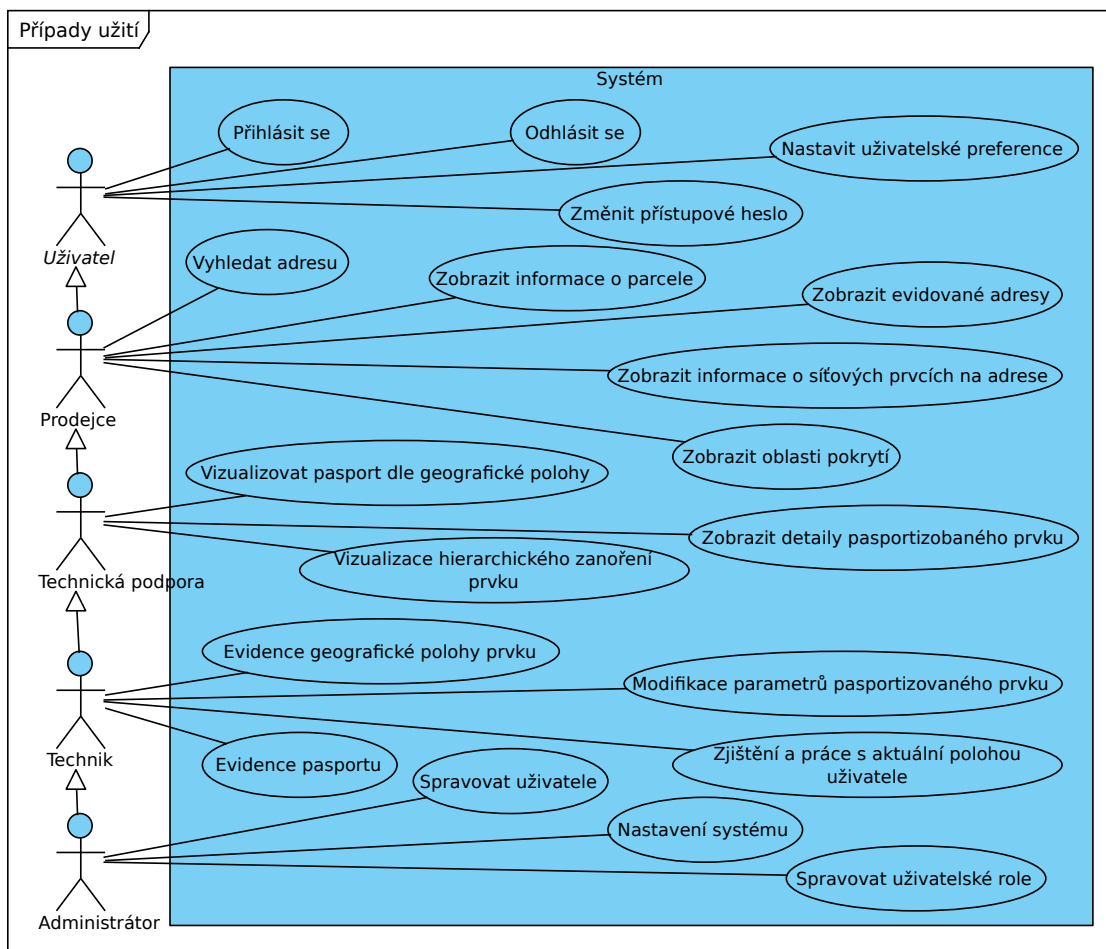 Případy užití
Systém
Přihlásit se
Odhlásit se
Nastavit uživatelské preference
Změnit přístupové heslo
Uživatel
Vyhledat adresu
Zobrazit informace o parcele
Zobrazit evidované adresy
Zobrazit informace o síťových prvcích na adrese
Prodejce
Zobrazit oblasti pokrytí
Vizualizovat pasport dle geografické polohy
Zobrazit detaily pasportizobaného prvku
Vizualizace hierarchického zanoření
prvku
Technická podpora
Evidence geografické polohy prvku
Modifikace parametrů pasportizovaného prvku
Zjištění a práce s aktuální polohou
uživatele
Technik
Evidence pasportu
Spravovat uživatele
Nastavení systému
Spravovat uživatelské role
Administrátor